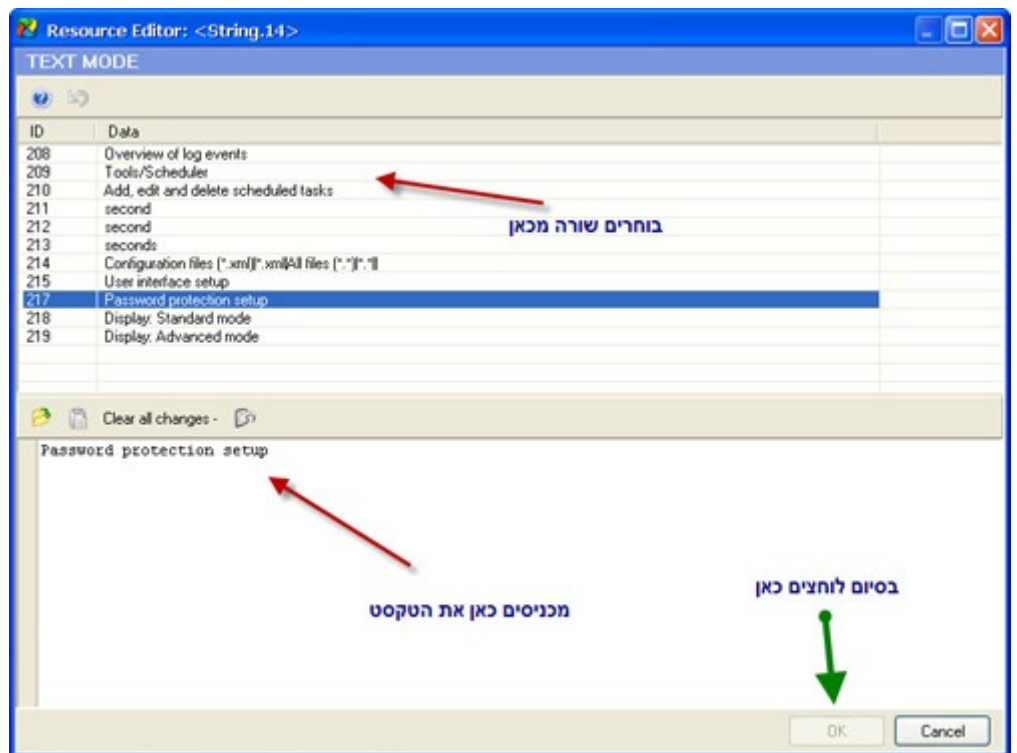 Resource Editor: <String.14>
TEXT MODE
ID Data
208 Overview of log events
209 Tools/Scheduler
210 Add, edit and delete scheduled tasks
211 second
212 second
213 seconds
214 Configuration files (*.xml)|*.xml|All files (*.*)|*.*||
215 User interface setup
217 Password protection setup
218 Display: Standard mode
219 Display: Advanced mode
בוחרים שורה מכאן
Clear all changes -
Password protection setup
מכניסים כאן את הטקסט
בסיום לוחצים כאן
OK Cancel